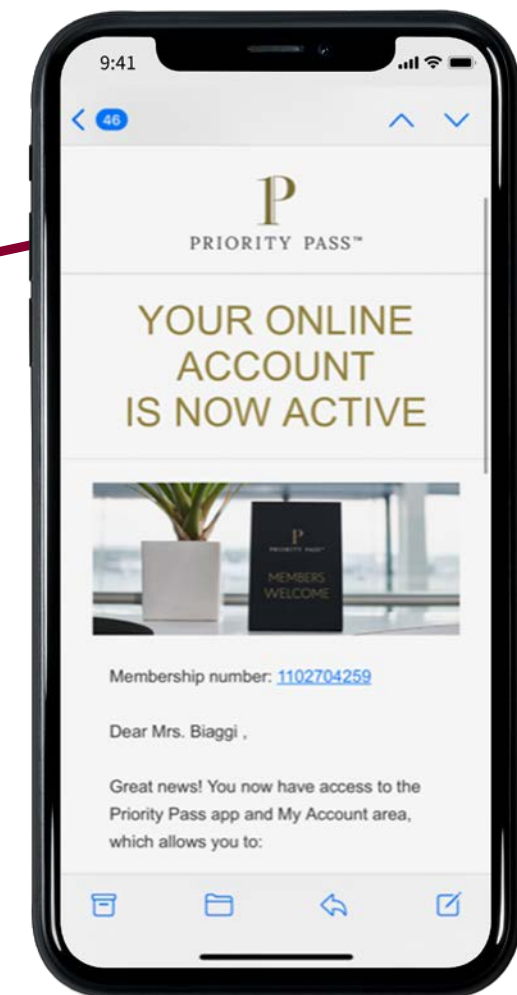 9:41
46
PRIORITY PASS™
YOUR ONLINE
ACCOUNT
IS NOW ACTIVE
PRIORITY PASS™
MEMBERS
WELCOME
Membership number: 1102704259
Dear Mrs. Biaggi ,
Great news! You now have access to the
Priority Pass app and My Account area,
which allows you to: